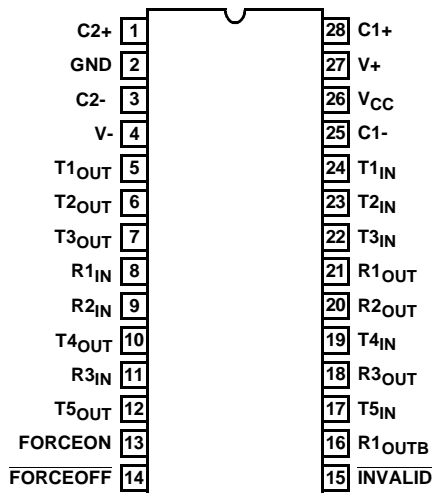 C2+ 1 28 C1+
GND 2 27 V+
C2- 3 26 VCC
V- 4 25 C1-
T1OUT 5 24 T1IN
T2OUT 6 23 T2IN
T3OUT 7 22 T3IN
R1IN 8 21 R1OUT
R2IN 9 20 R2OUT
T4OUT 10 19 T4IN
R3IN 11 18 R3OUT
T5OUT 12 17 T5IN
FORCEON 13 16 R1OUTB
FORCEOFF 14 15 INVALID